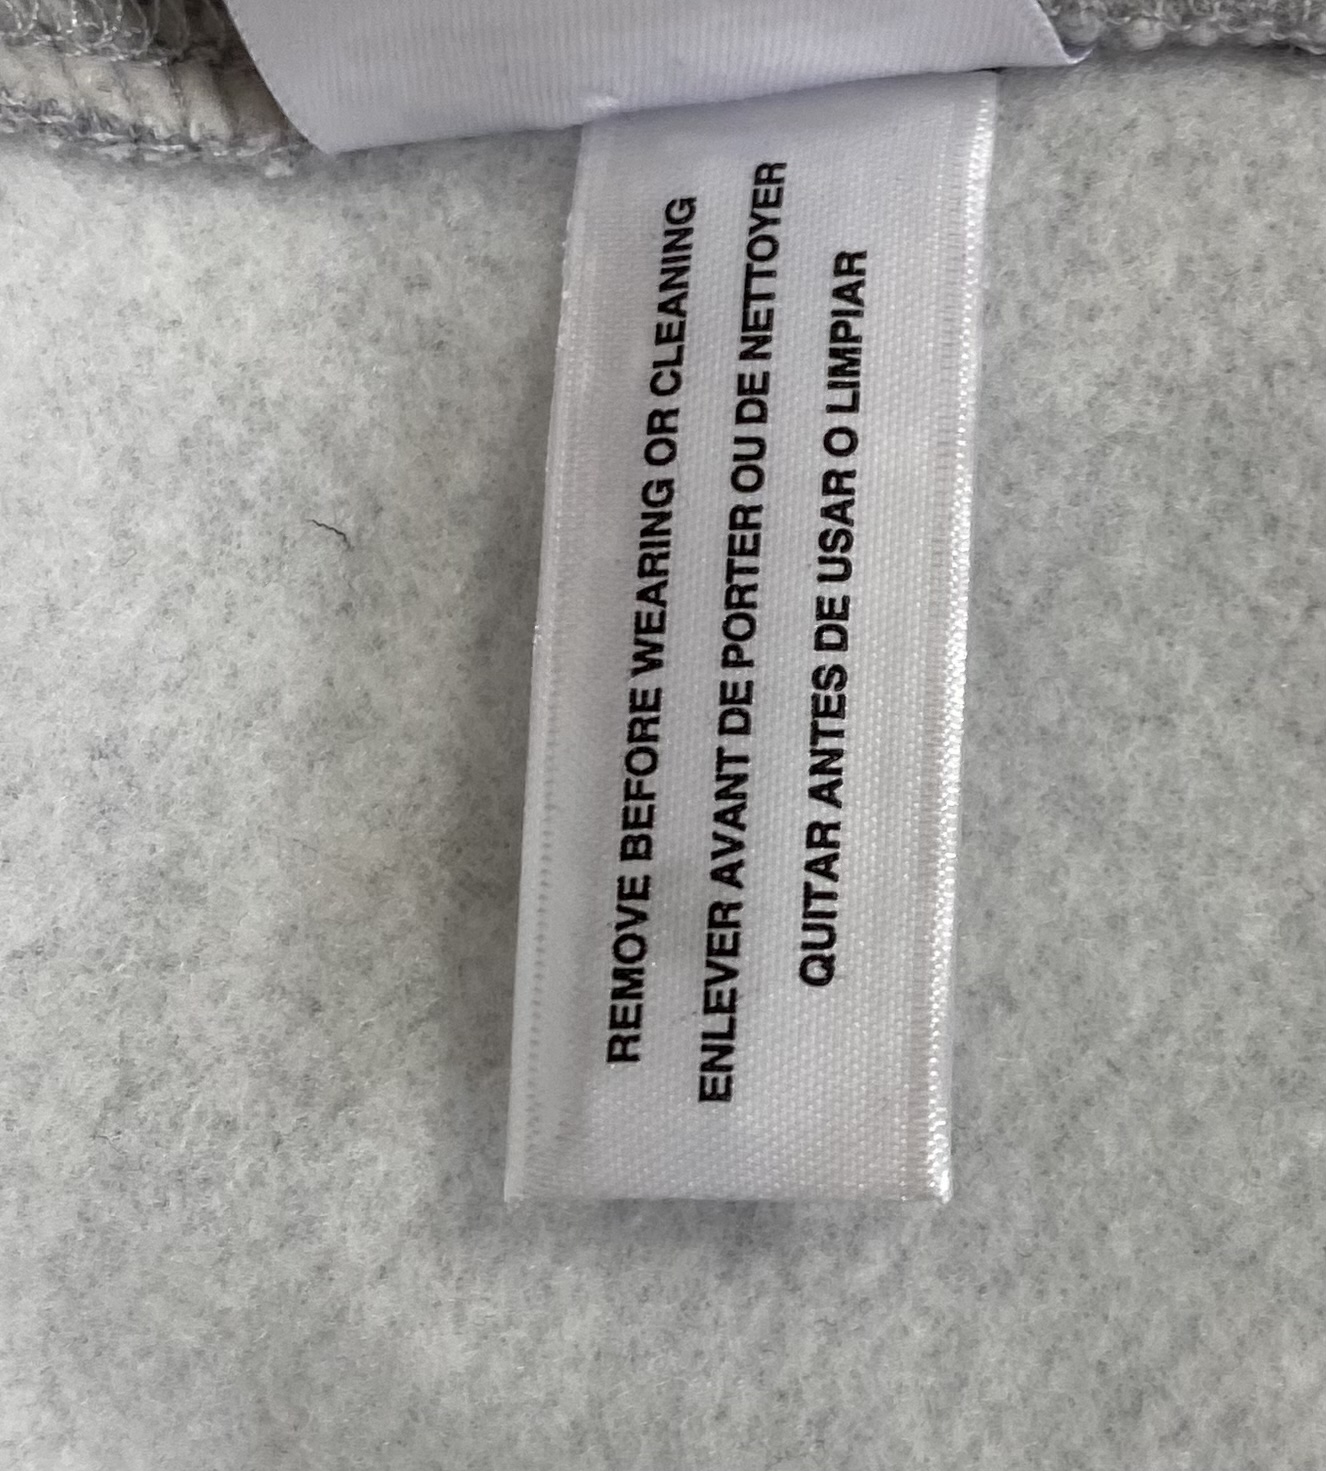 REMOVE BEFORE WEARING OR CLEANING
ENLEVER AVANT DE PORTER OU DE NETTOYER
QUITAR ANTES DE USAR O LIMPIAR